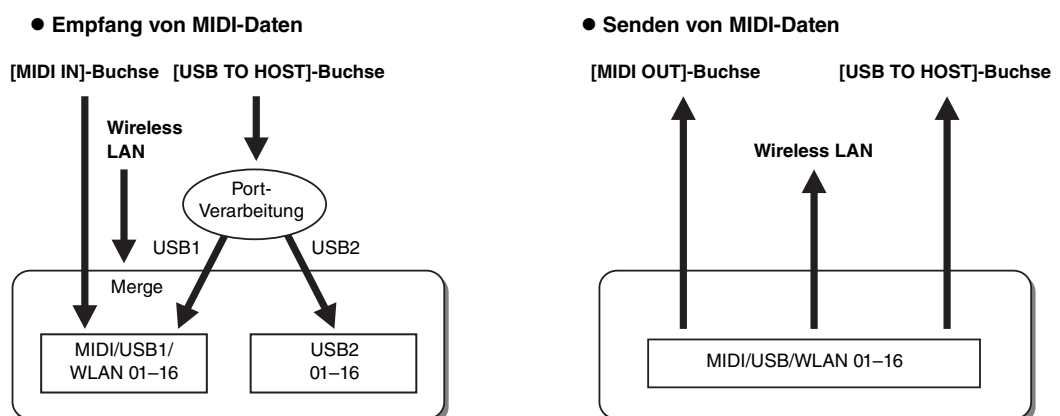 ● Empfang von MIDI-Daten
[MIDI IN]-Buchse [USB TO HOST]-Buchse
Wireless
LAN
Port-
Verarbeitung
USB1
USB2
Merge
MIDI/USB1/
WLAN 01–16
USB2
01–16
● Senden von MIDI-Daten
[MIDI OUT]-Buchse
[USB TO HOST]-Buchse
Wireless LAN
MIDI/USB/WLAN 01–16